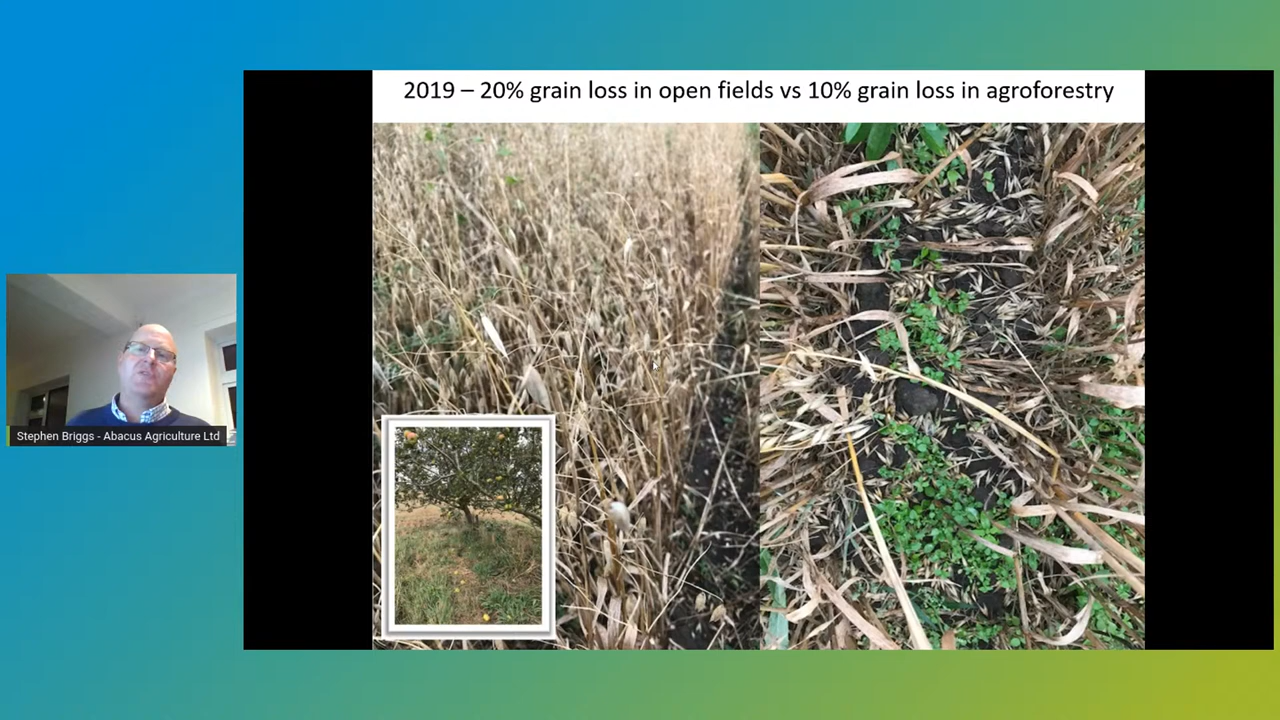 2019 – 20% grain loss in open fields vs 10% grain loss in agroforestry
Stephen Briggs - Abacus Agriculture Ltd